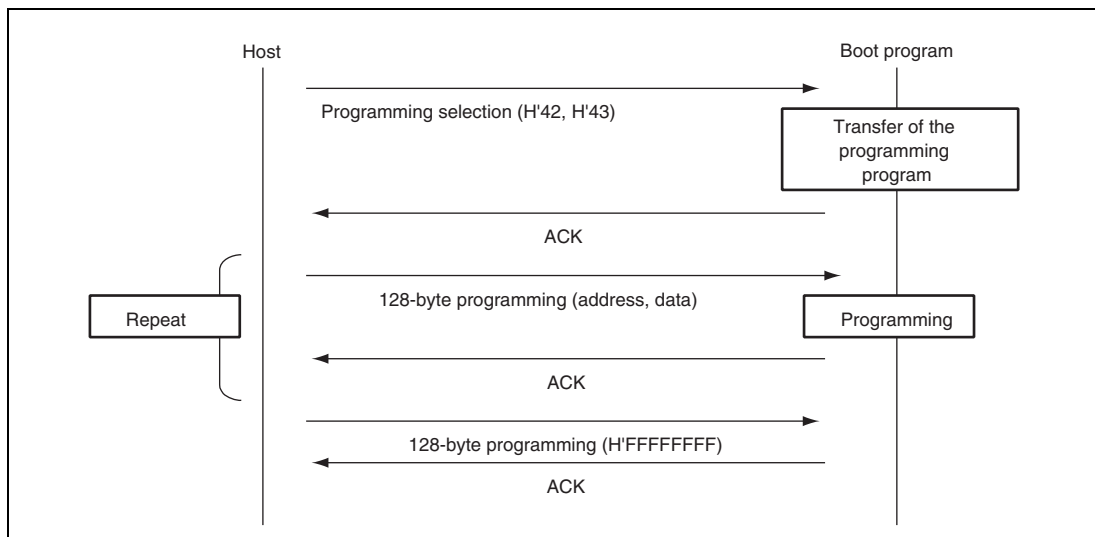 Host
Boot program
Programming selection (H'42, H'43)
Transfer of the
programming
program
ACK
128-byte programming (address, data)
Repeat
Programming
ACK
128-byte programming (H'FFFFFFFF)
ACK